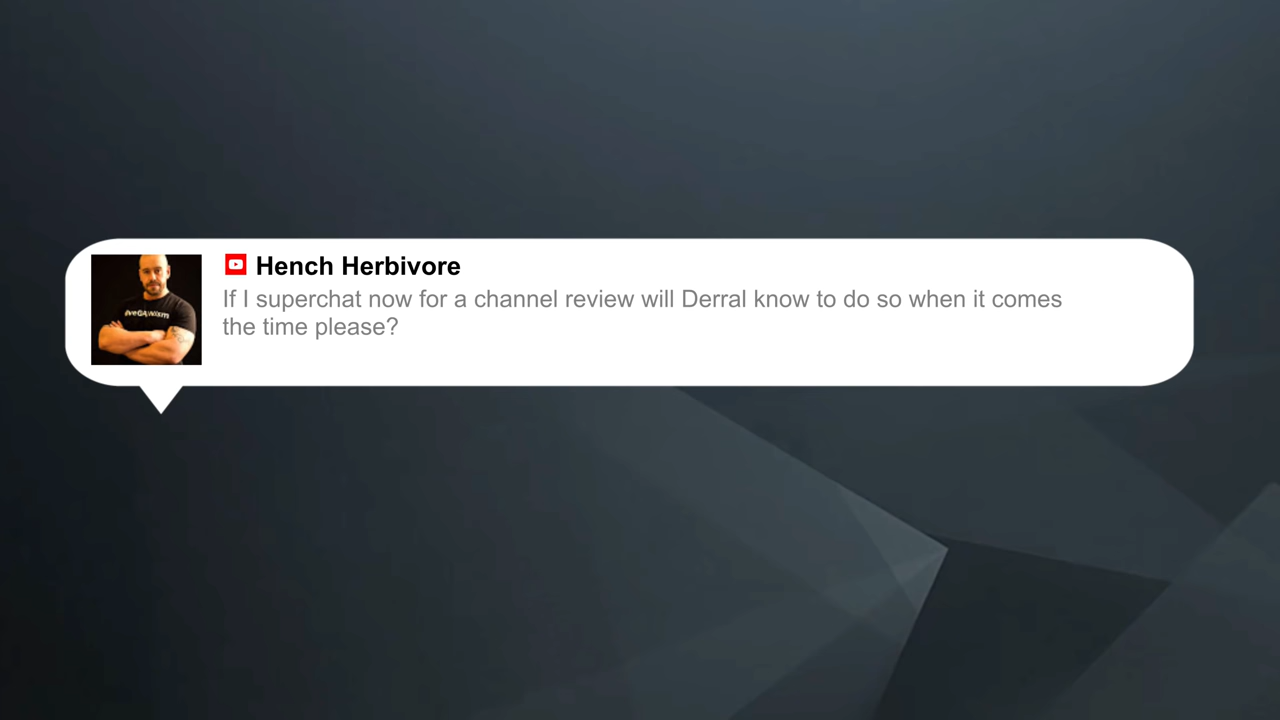 Hench Herbivore
If I superchat now for a channel review will Derral know to do so when it comes
the time please?